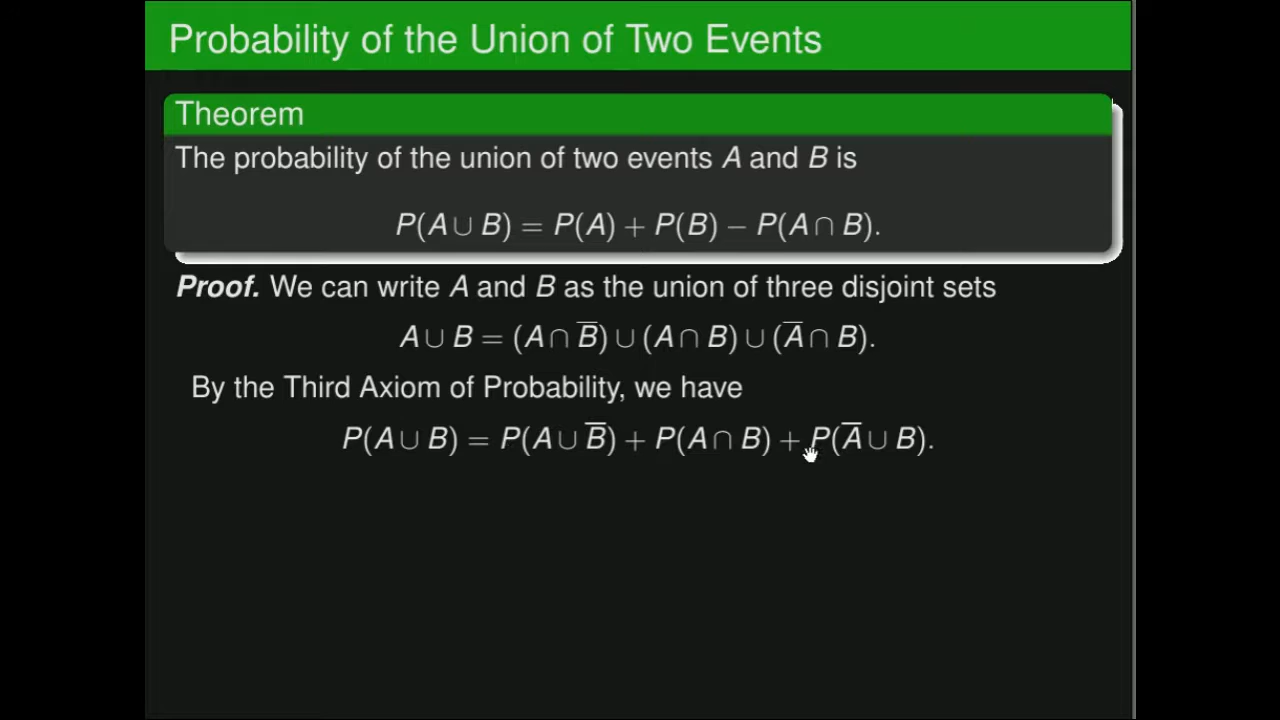 Probability of the Union of Two Events
Theorem
The probability of the union of two events A and B is
P(A ∪ B) = P(A) + P(B) − P(A ∩ B).
Proof. We can write A and B as the union of three disjoint sets
A ∪ B = (A ∩ B̅) ∪ (A ∩ B) ∪ (A̅ ∩ B).
By the Third Axiom of Probability, we have
P(A ∪ B) = P(A ∪ B̅) + P(A ∩ B) + P(A̅ ∪ B).